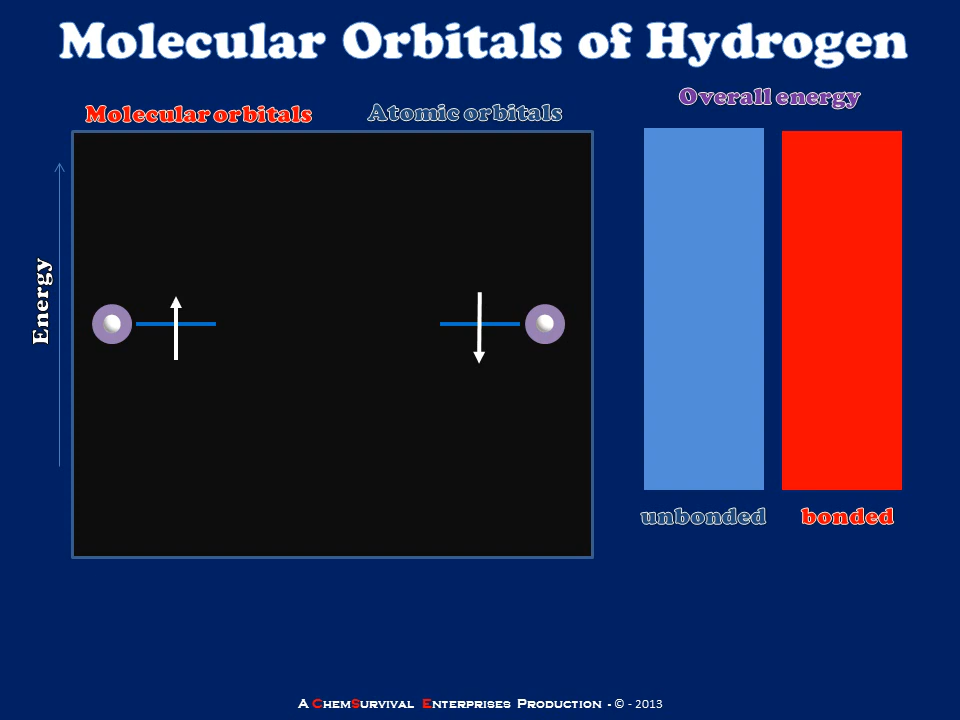 Molecular Orbitals of Hydrogen
Overall energy
Molecular orbitals
Atomic orbitals
Energy
unbonded
bonded
A ChemSurvival Enterprises Production - © - 2013